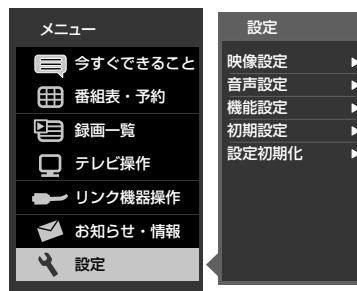 メニュー
今すぐできること
番組表・予約
録画一覧
テレビ操作
リンク機器操作
お知らせ・情報
設定
設定
映像設定
音声設定
機能設定
初期設定
設定初期化